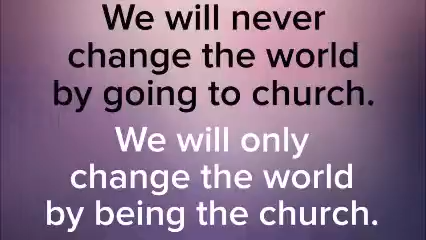 We will never
change the world
by going to church.
We will only
change the world
by being the church.